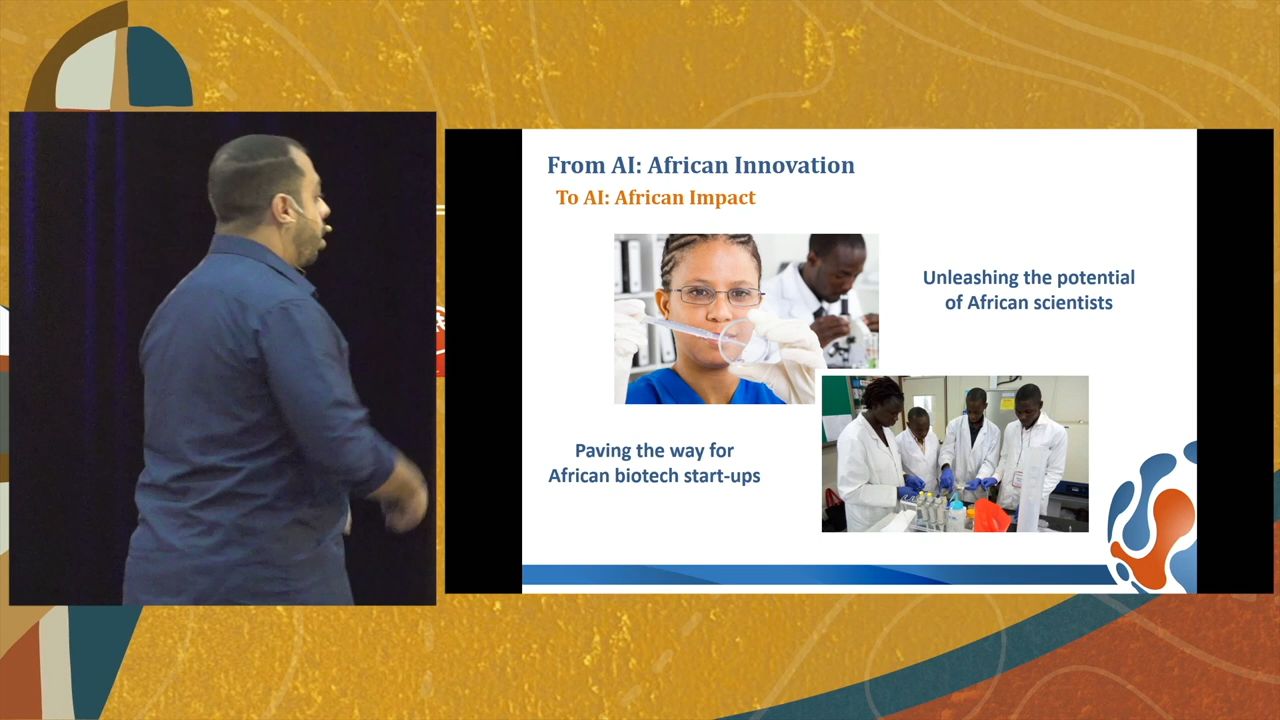 From AI: African Innovation
To AI: African Impact
Unleashing the potential
of African scientists
Paving the way for
African biotech start-ups